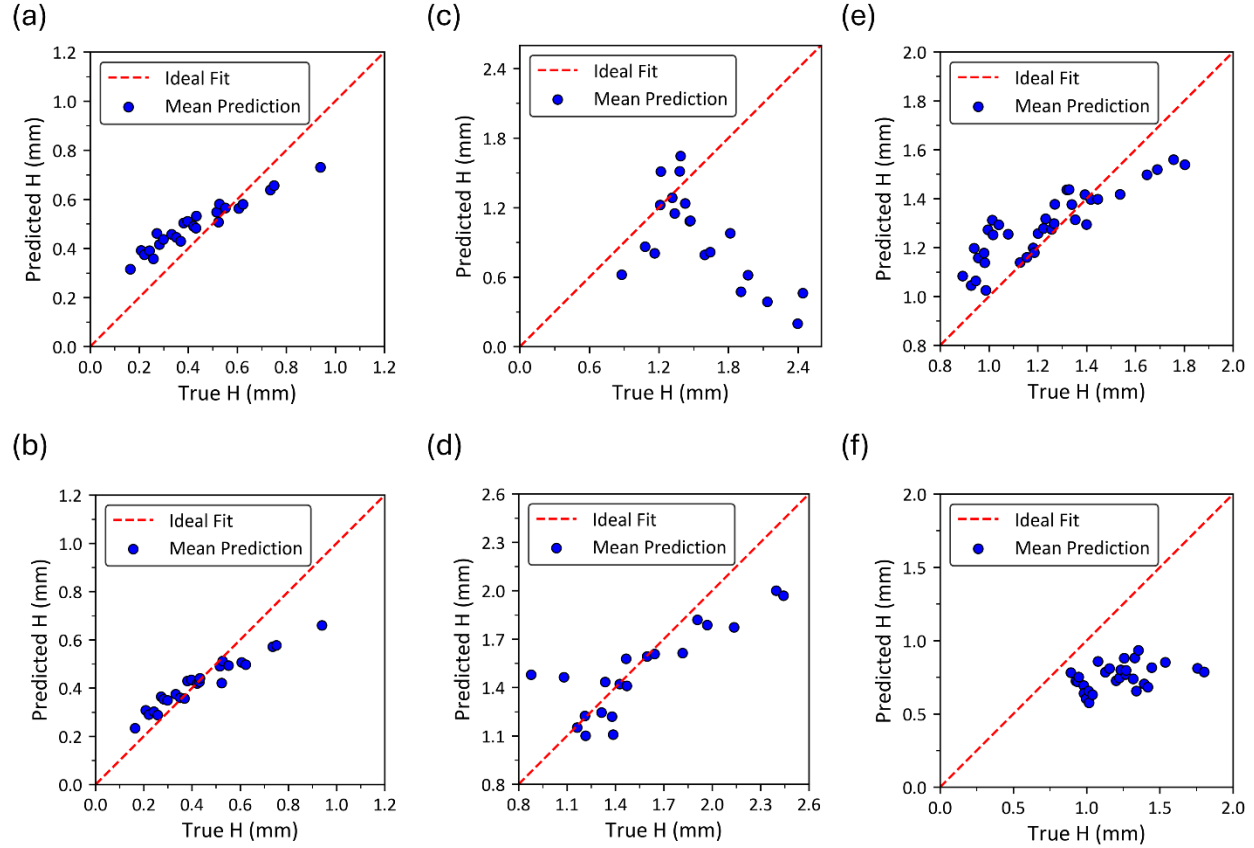 (a)
1.2
1.0
0.8
0.6
0.4
0.2
0.0
Predicted H (mm)
Ideal Fit
Mean Prediction
0.0 0.2 0.4 0.6 0.8 1.0 1.2
True H (mm)
(c)
2.4
1.8
1.2
0.6
0.0
Predicted H (mm)
Ideal Fit
Mean Prediction
0.0 0.6 1.2 1.8 2.4
True H (mm)
(e)
2.0
1.8
1.6
1.4
1.2
1.0
0.8
Predicted H (mm)
Ideal Fit
Mean Prediction
0.8 1.0 1.2 1.4 1.6 1.8 2.0
True H (mm)
(b)
1.2
1.0
0.8
0.6
0.4
0.2
0.0
Predicted H (mm)
Ideal Fit
Mean Prediction
0.0 0.2 0.4 0.6 0.8 1.0 1.2
True H (mm)
(d)
2.6
2.3
2.0
1.7
1.4
1.1
0.8
Predicted H (mm)
Ideal Fit
Mean Prediction
0.8 1.1 1.4 1.7 2.0 2.3 2.6
True H (mm)
(f)
2.0
1.5
1.0
0.5
0.0
Predicted H (mm)
Ideal Fit
Mean Prediction
0.0 0.5 1.0 1.5 2.0
True H (mm)